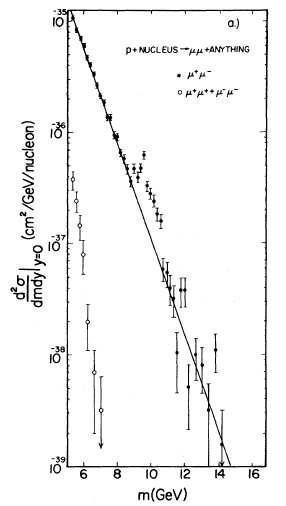 a.)
p+NUCLEUS→μμ+ANYTHING
• μ⁺μ⁻
○ μ⁺μ⁺+μ⁻μ⁻
d²σ/dmdy|y=0 (cm²/GeV/nucleon)
10⁻³⁵
10⁻³⁶
10⁻³⁷
10⁻³⁸
10⁻³⁹
6 8 10 12 14 16
m(GeV)